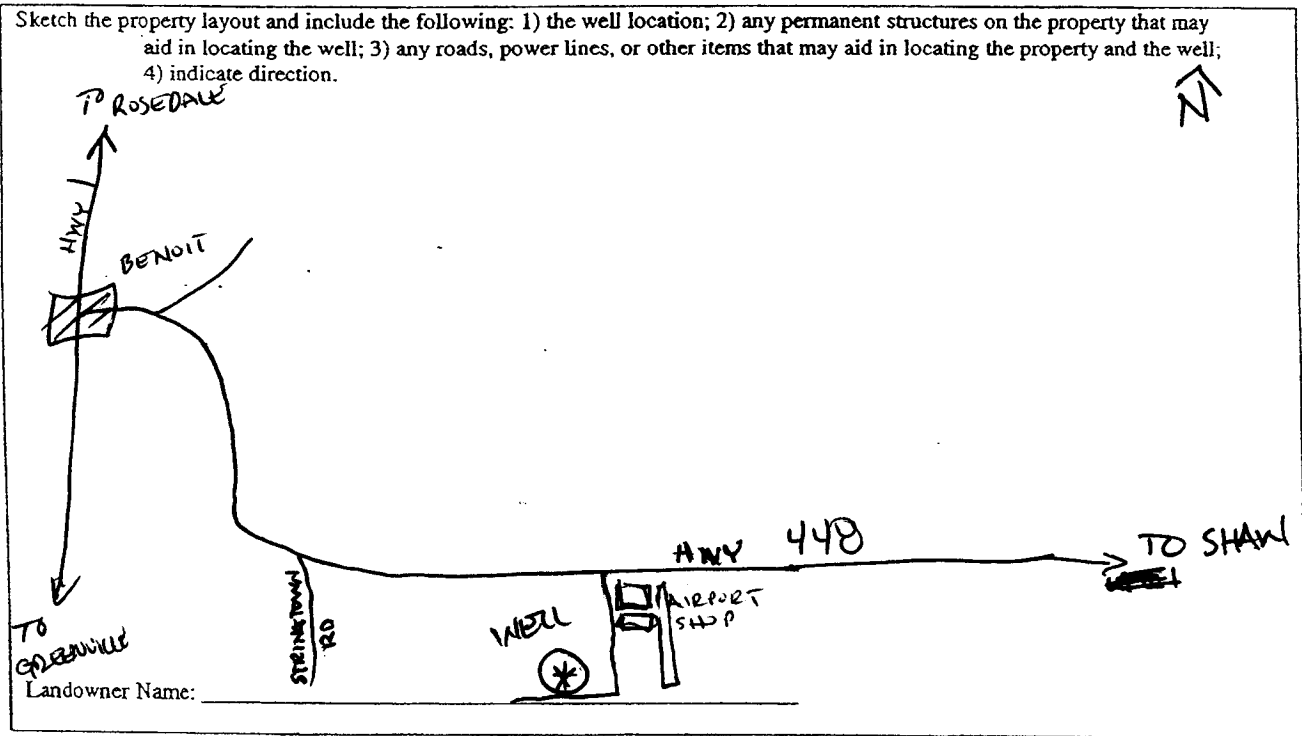 Sketch the property layout and include the following: 1) the well location; 2) any permanent structures on the property that may
aid in locating the well; 3) any roads, power lines, or other items that may aid in locating the property and the well;
4) indicate direction.
TO ROSEDALE
N
HWY 1
BENOIT
HWY 448
TO SHAW
AIRPORT
SHOP
WELL
RD
TO
GREENVILLE
Landowner Name: